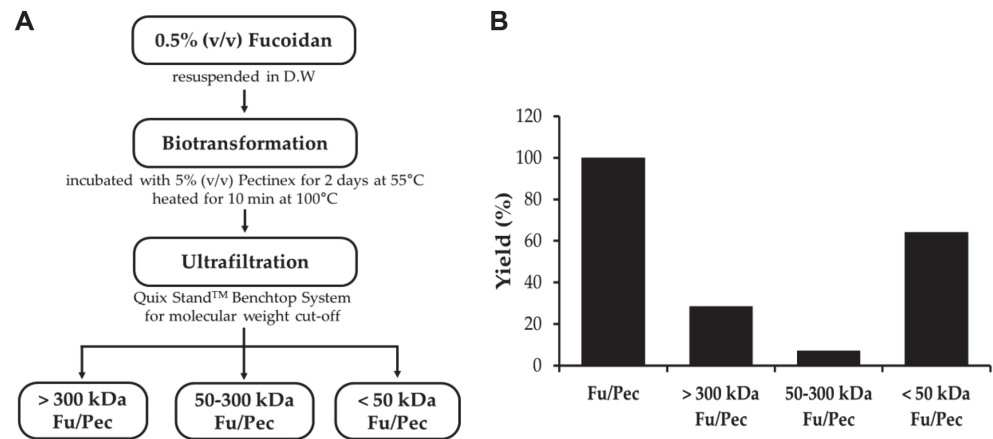 A
0.5% (v/v) Fucoidan
resuspended in D.W
Biotransformation
incubated with 5% (v/v) Pectinex for 2 days at 55°C
heated for 10 min at 100°C
Ultrafiltration
Quix Stand™ Benchtop System
for molecular weight cut-off
> 300 kDa
Fu/Pec
50-300 kDa
Fu/Pec
< 50 kDa
Fu/Pec
B
Yield (%)
120
100
80
60
40
20
0
Fu/Pec
> 300 kDa
Fu/Pec
50-300 kDa
Fu/Pec
< 50 kDa
Fu/Pec